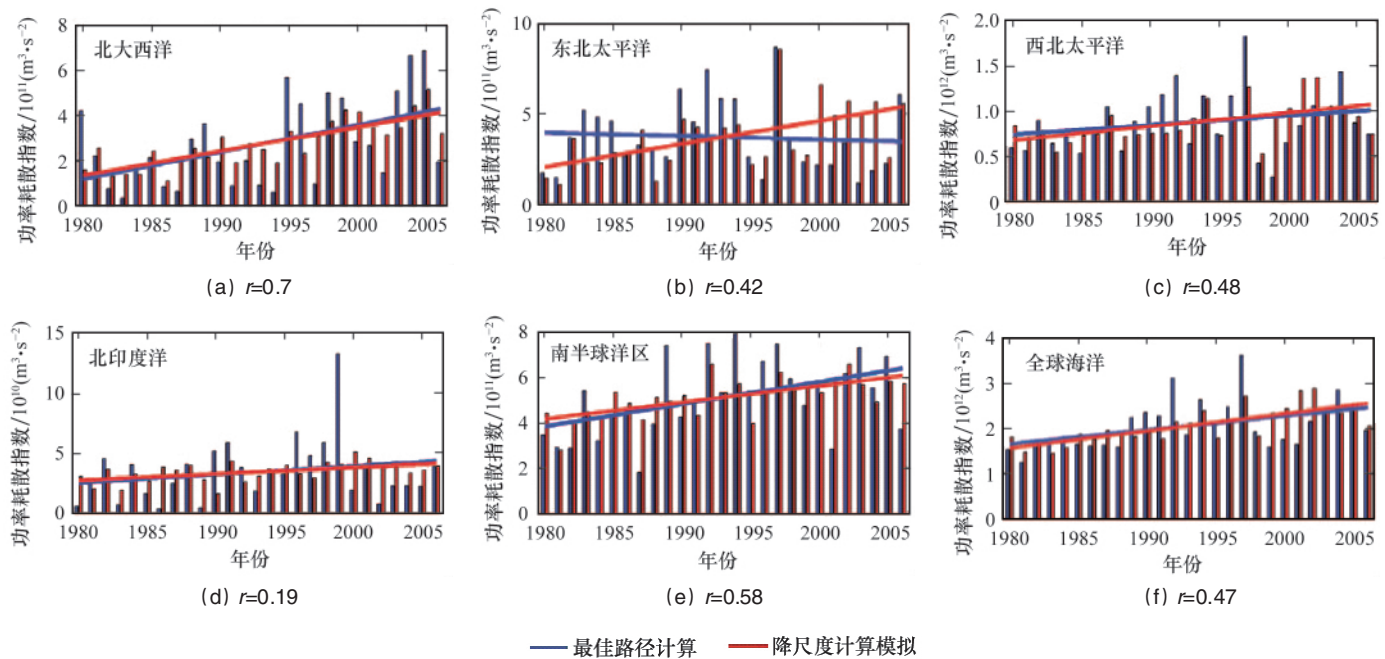 8
6
4
2
0
功率耗散指数/10¹¹(m³•s⁻²)
北大西洋
1980 1985 1990 1995 2000 2005
年份
(a) r=0.7
10
5
0
功率耗散指数/10¹¹(m³•s⁻²)
东北太平洋
1980 1985 1990 1995 2000 2005
年份
(b) r=0.42
2.0
1.5
1.0
0.5
0
功率耗散指数/10¹²(m³•s⁻²)
西北太平洋
1980 1985 1990 1995 2000 2005
年份
(c) r=0.48
15
10
5
0
功率耗散指数/10¹⁰(m³•s⁻²)
北印度洋
1980 1985 1990 1995 2000 2005
年份
(d) r=0.19
8
6
4
2
0
功率耗散指数/10¹¹(m³•s⁻²)
南半球洋区
1980 1985 1990 1995 2000 2005
年份
(e) r=0.58
4
3
2
1
0
功率耗散指数/10¹²(m³•s⁻²)
全球海洋
1980 1985 1990 1995 2000 2005
年份
(f) r=0.47
最佳路径计算 降尺度计算模拟